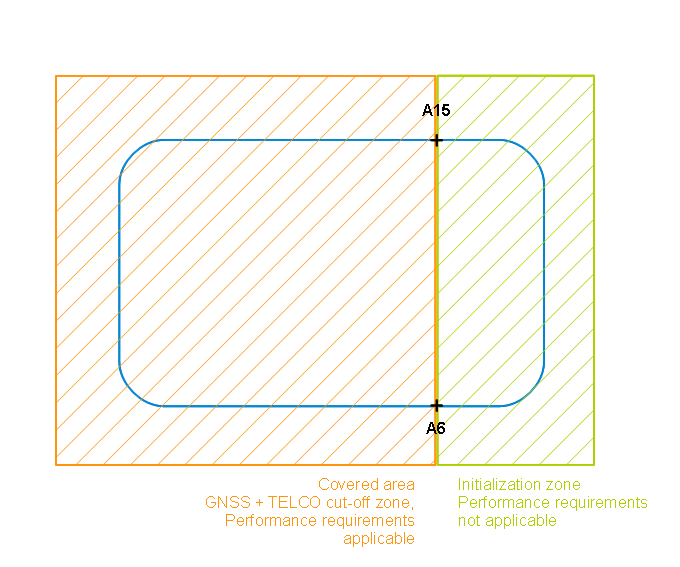 A15
A6
Covered area
GNSS + TELCO cut-off zone,
Performance requirements
applicable
Initialization zone
Performance requirements
not applicable